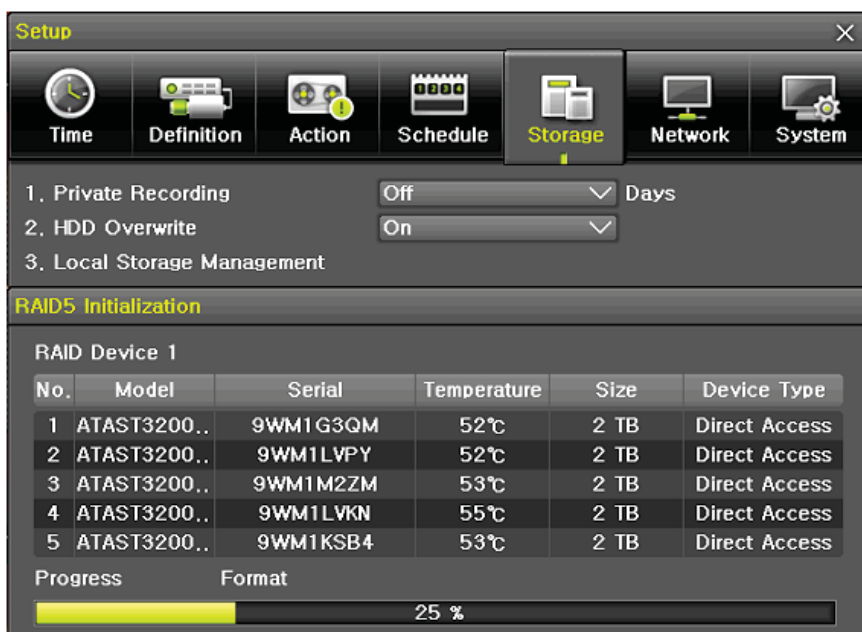 Setup
Time Definition Action Schedule Storage Network System
1. Private Recording Off Days
2. HDD Overwrite On
3. Local Storage Management
RAID5 Initialization
RAID Device 1
No. Model Serial Temperature Size Device Type
1 ATAST3200.. 9WM1G3QM 52℃ 2 TB Direct Access
2 ATAST3200.. 9WM1LVPY 52℃ 2 TB Direct Access
3 ATAST3200.. 9WM1M2ZM 53℃ 2 TB Direct Access
4 ATAST3200.. 9WM1LVKN 55℃ 2 TB Direct Access
5 ATAST3200.. 9WM1KSB4 53℃ 2 TB Direct Access
Progress Format
25 %